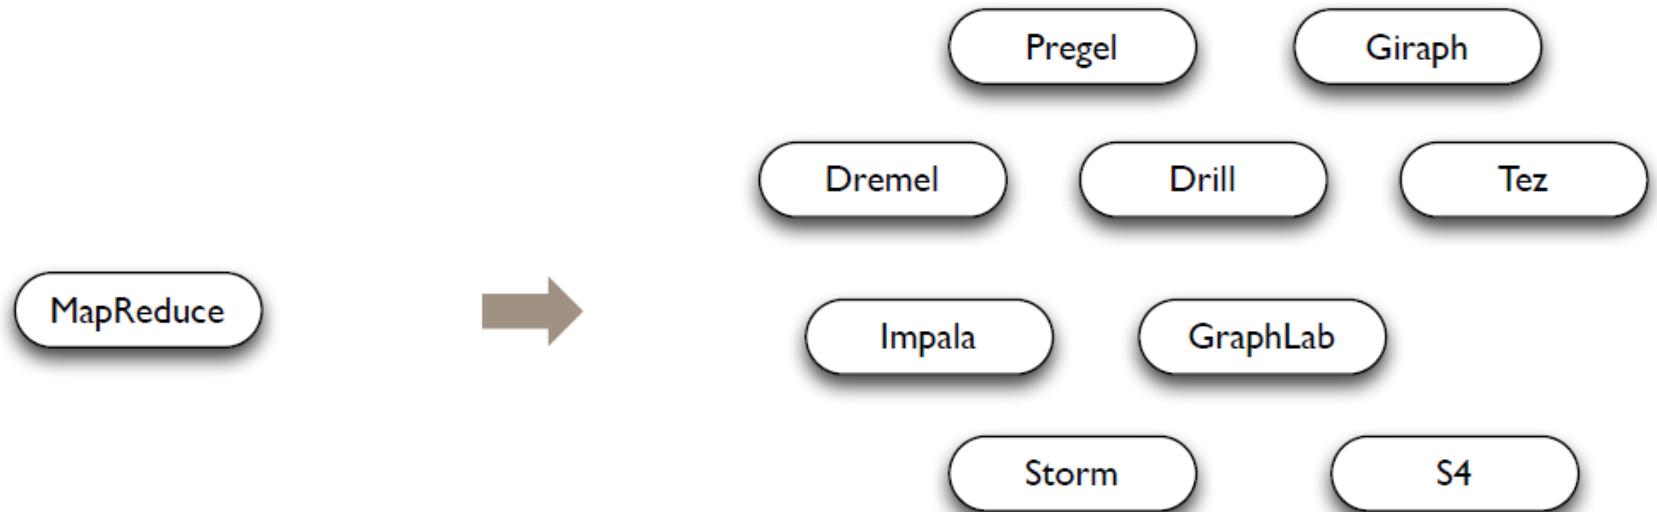 Pregel
Giraph
Dremel
Drill
Tez
MapReduce
Impala
GraphLab
Storm
S4